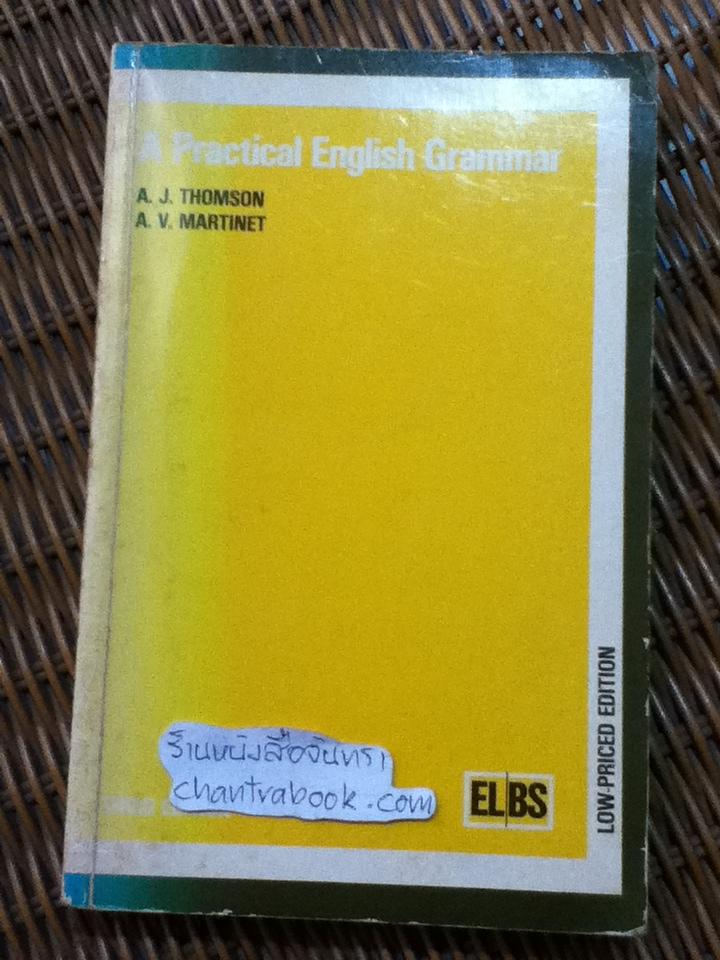 A Practical English Grammar
A. J. THOMSON
A. V. MARTINET
ร้านหนังสือจันทรา
chantrabook.com
ELBS
LOW-PRICED EDITION